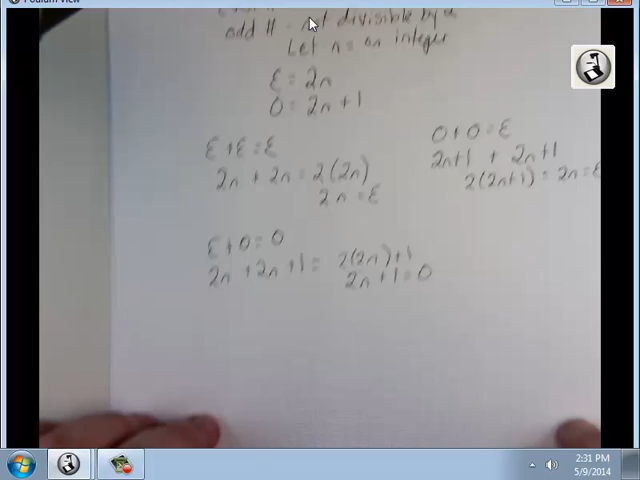 Podium View
odd # - not divisible by 2
Let n = an integer
E = 2n
O = 2n + 1
E + E = E
2n + 2n = 2(2n)
2n = E
O + O = E
2n+1 + 2n+1
2(2n+1) = 2n = E
E + O = O
2n + 2n + 1 = 2(2n) + 1
2n + 1 = O
2:31 PM
5/9/2014